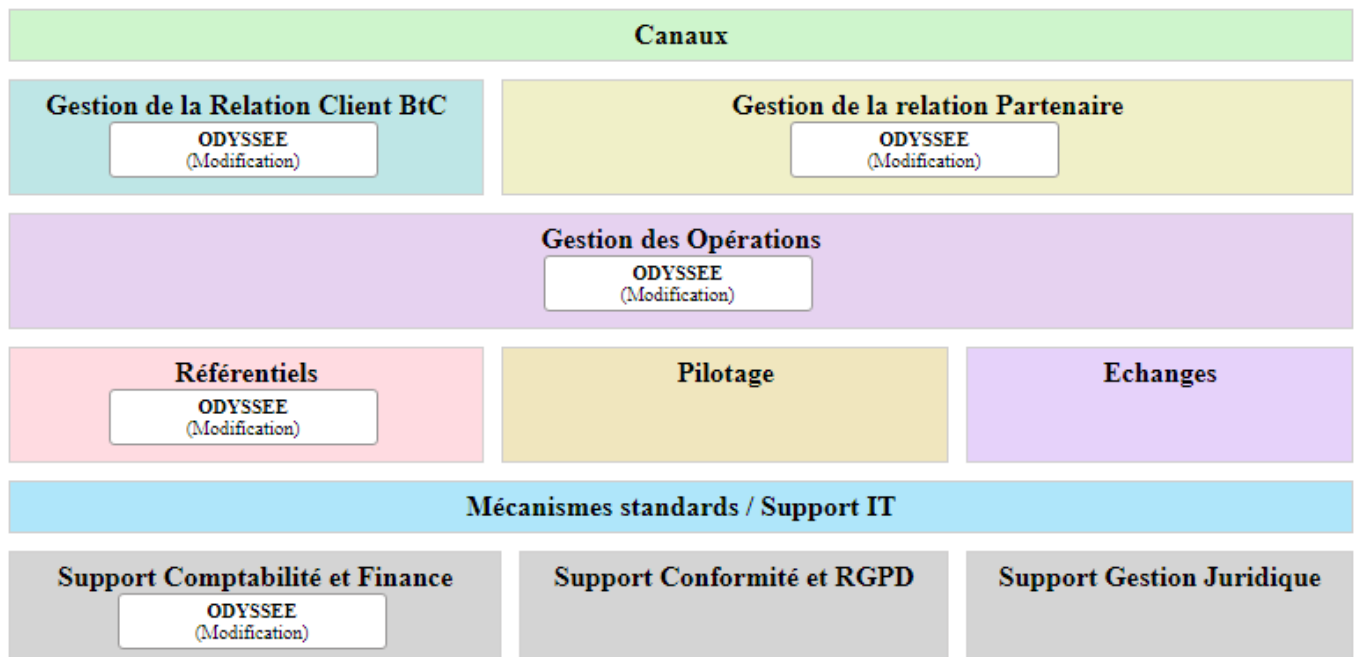 Canaux
Gestion de la Relation Client BtC
ODYSSEE
(Modification)
Gestion de la relation Partenaire
ODYSSEE
(Modification)
Gestion des Opérations
ODYSSEE
(Modification)
Référentiels
ODYSSEE
(Modification)
Pilotage
Echanges
Mécanismes standards / Support IT
Support Comptabilité et Finance
ODYSSEE
(Modification)
Support Conformité et RGPD
Support Gestion Juridique